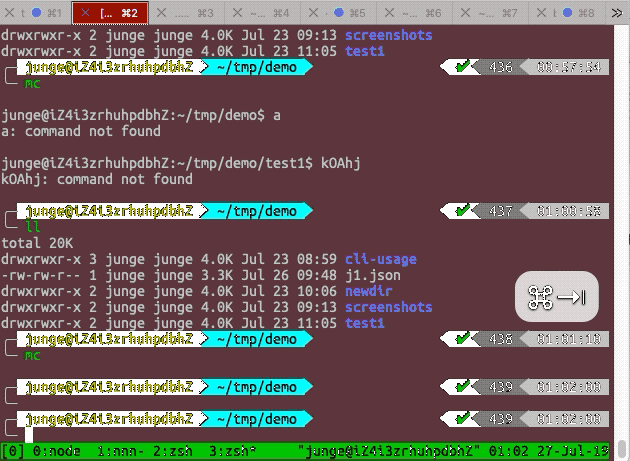 t ⌘1 [... ⌘2 ..... ⌘3 ~... ⌘4 ⌘5 ~... ⌘6 ~... ⌘7 t ⌘8 »
drwxrwxr-x 2 junge junge 4.0K Jul 23 09:13 screenshots
drwxrwxr-x 2 junge junge 4.0K Jul 23 11:05 test1
junge@iZ4i3zrhuhpdbhZ ~/tmp/demo ✔ 436
mc
junge@iZ4i3zrhuhpdbhZ:~/tmp/demo$ a
a: command not found
junge@iZ4i3zrhuhpdbhZ:~/tmp/demo/test1$ kOAhj
kOAhj: command not found
junge@iZ4i3zrhuhpdbhZ ~/tmp/demo ✔ 437
ll
total 20K
drwxrwxr-x 3 junge junge 4.0K Jul 23 08:59 cli-usage
-rw-rw-r-- 1 junge junge 3.3K Jul 26 09:48 j1.json
drwxrwxr-x 2 junge junge 4.0K Jul 23 10:06 newdir
drwxrwxr-x 2 junge junge 4.0K Jul 23 09:13 screenshots
drwxrwxr-x 2 junge junge 4.0K Jul 23 11:05 test1
⌘→|
junge@iZ4i3zrhuhpdbhZ ~/tmp/demo ✔ 438 01:01:10
mc
junge@iZ4i3zrhuhpdbhZ ~/tmp/demo ✔ 439 01:02:00
junge@iZ4i3zrhuhpdbhZ ~/tmp/demo ✔ 439 01:02:00
[0] 0:node 1:nnn- 2:zsh 3:zsh* "junge@iZ4i3zrhuhpdbhZ" 01:02 27-Jul-19